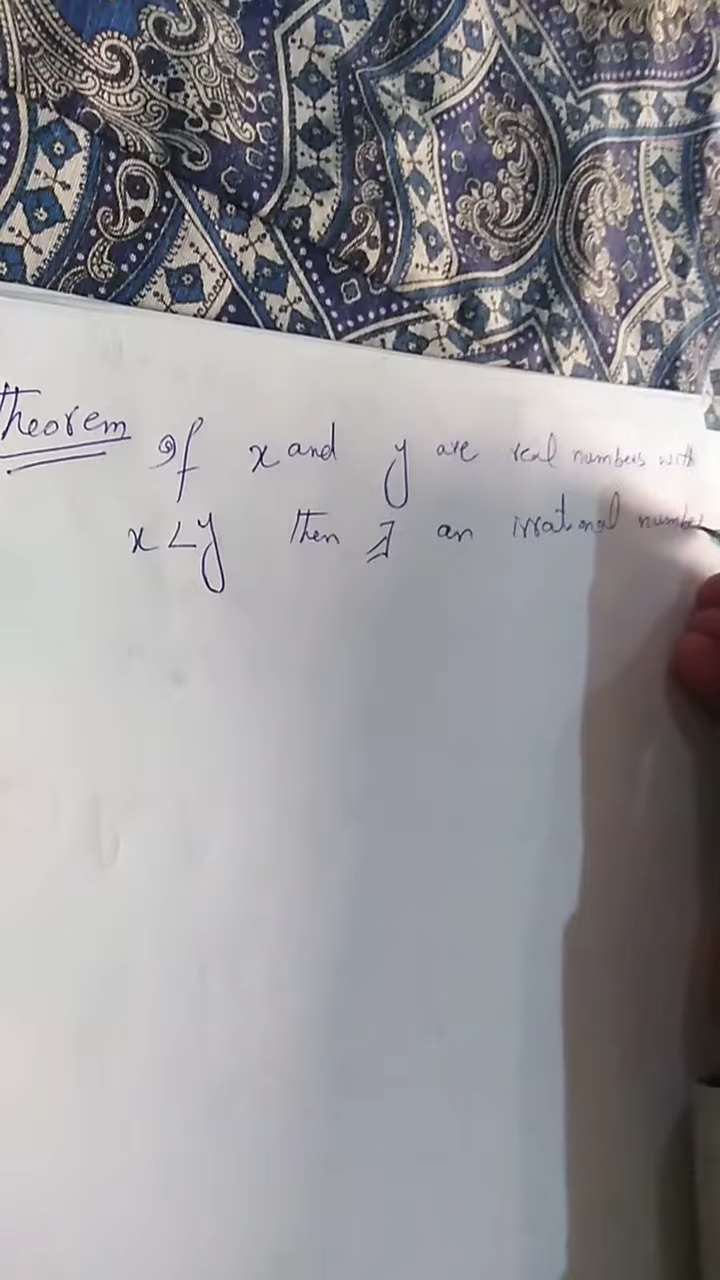 Theorem If x and y are real numbers with
x < y then ∃ an irrational number